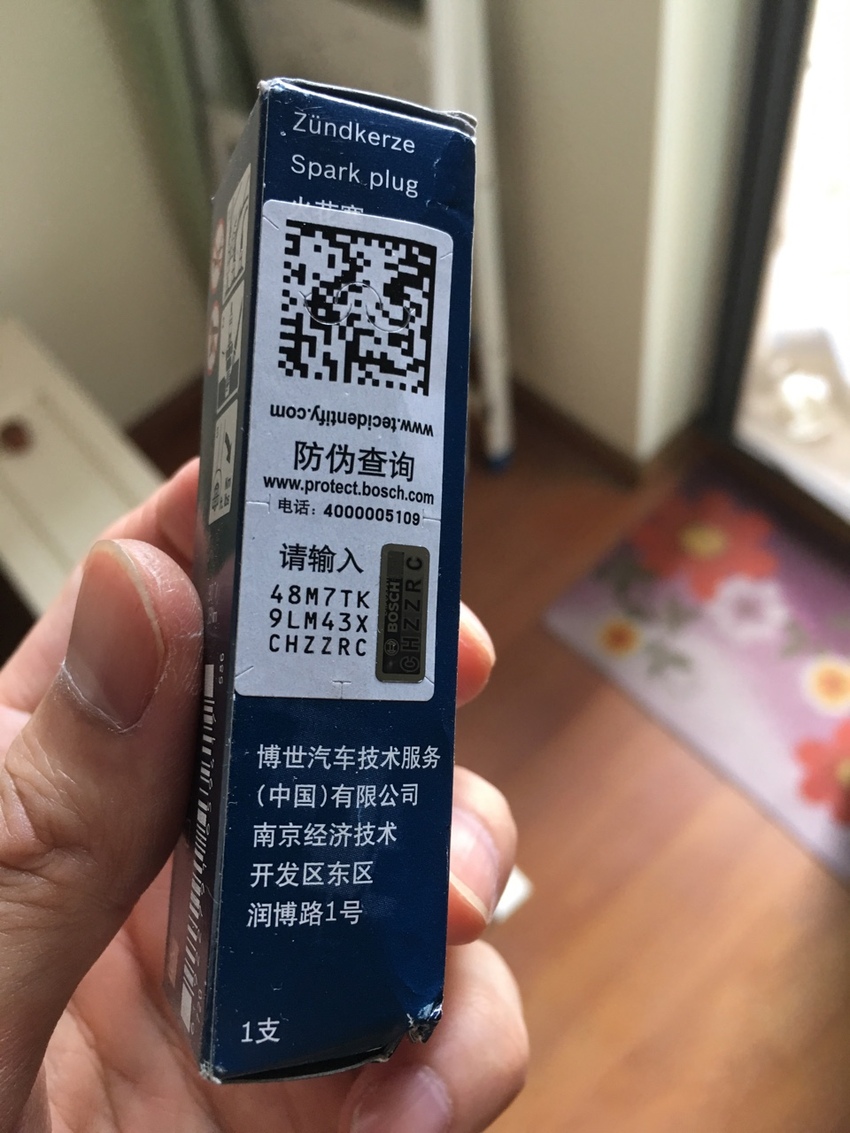 Zündkerze
Spark plug
火花塞
www.tecidentify.com
防伪查询
www.protect.bosch.com
电话：4000005109
请输入
48M7TK
9LM43X
CHZZRC
BOSCH
CHZZRC
博世汽车技术服务
(中国)有限公司
南京经济技术
开发区东区
润博路1号
1支